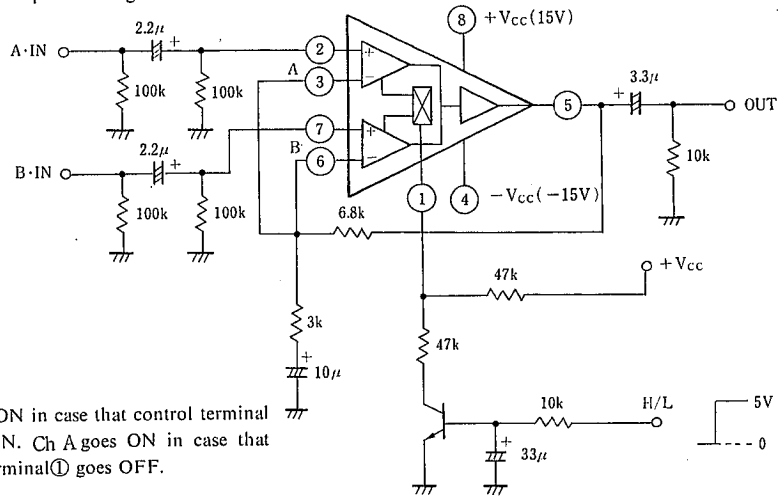 2.2μ
+
8
+Vcc (15V)
A·IN
2
+
3.3μ
A
3
−
5
+
OUT
100k
100k
7
+
2.2μ
+
B
6
−
10k
B·IN
1
4
−Vcc (−15V)
6.8k
100k
100k
+Vcc
47k
3k
47k
+
10μ
10k
H/L
5V
ON in case that control terminal
N. Ch A goes ON in case that
+
0
33μ
rminal① goes OFF.